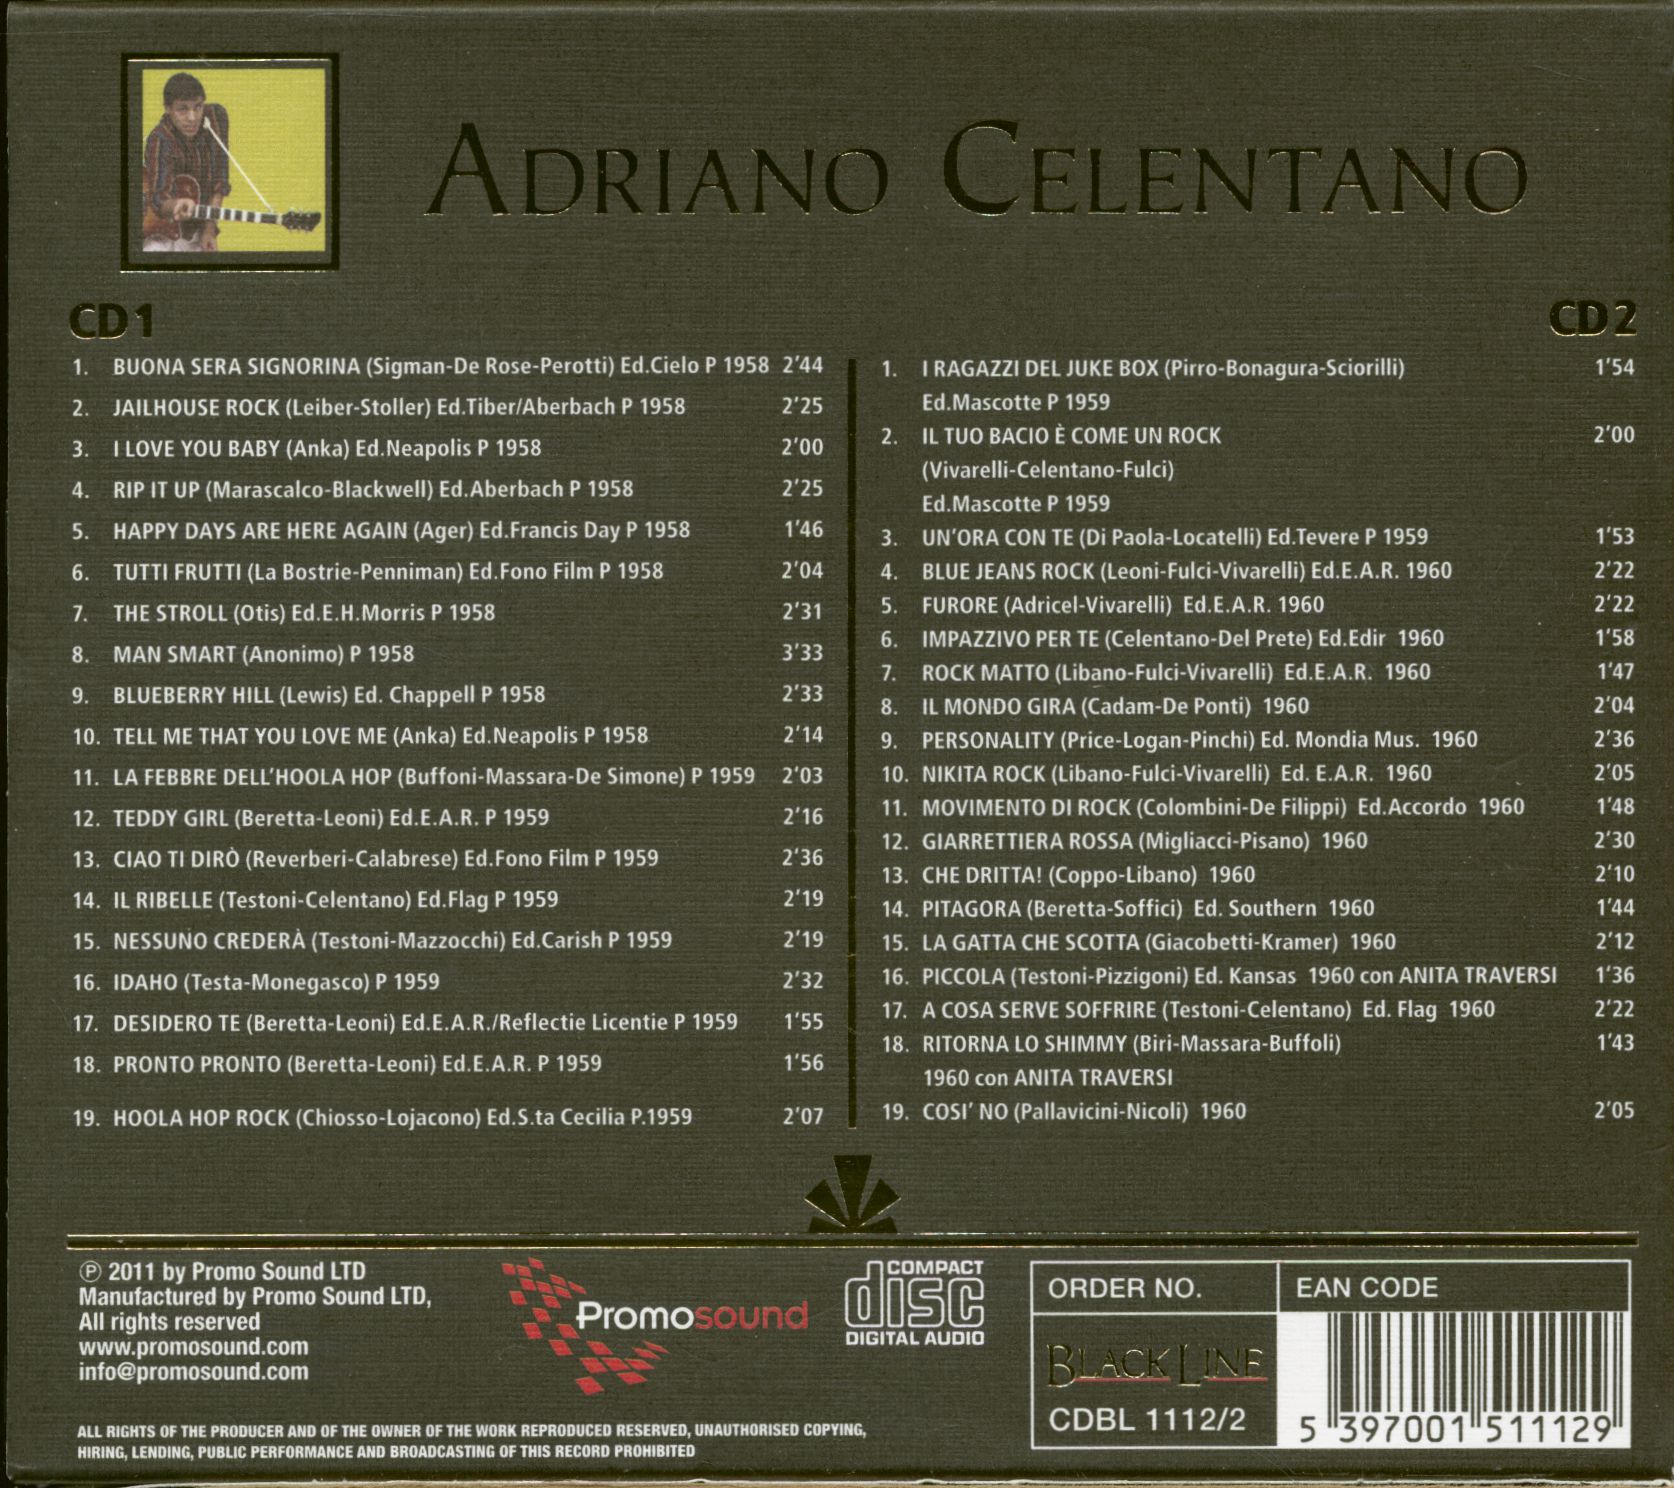 ADRIANO CELENTANO
CD1
1. BUONA SERA SIGNORINA (Sigman-De Rose-Perotti) Ed.Cielo P 1958 2'44
2. JAILHOUSE ROCK (Leiber-Stoller) Ed.Tiber/Aberbach P 1958 2'25
3. I LOVE YOU BABY (Anka) Ed.Neapolis P 1958 2'00
4. RIP IT UP (Marascalco-Blackwell) Ed.Aberbach P 1958 2'25
5. HAPPY DAYS ARE HERE AGAIN (Ager) Ed.Francis Day P 1958 1'46
6. TUTTI FRUTTI (La Bostrie-Penniman) Ed.Fono Film P 1958 2'04
7. THE STROLL (Otis) Ed.E.H.Morris P 1958 2'31
8. MAN SMART (Anonimo) P 1958 3'33
9. BLUEBERRY HILL (Lewis) Ed. Chappell P 1958 2'33
10. TELL ME THAT YOU LOVE ME (Anka) Ed.Neapolis P 1958 2'14
11. LA FEBBRE DELL'HOOLA HOP (Buffoni-Massara-De Simone) P 1959 2'03
12. TEDDY GIRL (Beretta-Leoni) Ed.E.A.R. P 1959 2'16
13. CIAO TI DIRÒ (Reverberi-Calabrese) Ed.Fono Film P 1959 2'36
14. IL RIBELLE (Testoni-Celentano) Ed.Flag P 1959 2'19
15. NESSUNO CREDERÀ (Testoni-Mazzocchi) Ed.Carish P 1959 2'19
16. IDAHO (Testa-Monegasco) P 1959 2'32
17. DESIDERO TE (Beretta-Leoni) Ed.E.A.R./Reflectie Licentie P 1959 1'55
18. PRONTO PRONTO (Beretta-Leoni) Ed.E.A.R. P 1959 1'56
19. HOOLA HOP ROCK (Chiosso-Lojacono) Ed.S.ta Cecilia P.1959 2'07
CD2
1. I RAGAZZI DEL JUKE BOX (Pirro-Bonagura-Sciorilli) 1'54
Ed.Mascotte P 1959
2. IL TUO BACIO È COME UN ROCK 2'00
(Vivarelli-Celentano-Fulci)
Ed.Mascotte P 1959
3. UN'ORA CON TE (Di Paola-Locatelli) Ed.Tevere P 1959 1'53
4. BLUE JEANS ROCK (Leoni-Fulci-Vivarelli) Ed.E.A.R. 1960 2'22
5. FURORE (Adricel-Vivarelli) Ed.E.A.R. 1960 2'22
6. IMPAZZIVO PER TE (Celentano-Del Prete) Ed.Edir 1960 1'58
7. ROCK MATTO (Libano-Fulci-Vivarelli) Ed.E.A.R. 1960 1'47
8. IL MONDO GIRA (Cadam-De Ponti) 1960 2'04
9. PERSONALITY (Price-Logan-Pinchi) Ed. Mondia Mus. 1960 2'36
10. NIKITA ROCK (Libano-Fulci-Vivarelli) Ed. E.A.R. 1960 2'05
11. MOVIMENTO DI ROCK (Colombini-De Filippi) Ed.Accordo 1960 1'48
12. GIARRETTIERA ROSSA (Migliacci-Pisano) 1960 2'30
13. CHE DRITTA! (Coppo-Libano) 1960 2'10
14. PITAGORA (Beretta-Soffici) Ed. Southern 1960 1'44
15. LA GATTA CHE SCOTTA (Giacobetti-Kramer) 1960 2'12
16. PICCOLA (Testoni-Pizzigoni) Ed. Kansas 1960 con ANITA TRAVERSI 1'36
17. A COSA SERVE SOFFRIRE (Testoni-Celentano) Ed. Flag 1960 2'22
18. RITORNA LO SHIMMY (Biri-Massara-Buffoli) 1'43
1960 con ANITA TRAVERSI
19. COSI' NO (Pallavicini-Nicoli) 1960 2'05
℗ 2011 by Promo Sound LTD
Manufactured by Promo Sound LTD,
All rights reserved
www.promosound.com
info@promosound.com
Promosound
COMPACT
disc
DIGITAL AUDIO
ORDER NO.
BLACK LINE
CDBL 1112/2
EAN CODE
5 397001 511129
ALL RIGHTS OF THE PRODUCER AND OF THE OWNER OF THE WORK REPRODUCED RESERVED, UNAUTHORISED COPYING,
HIRING, LENDING, PUBLIC PERFORMANCE AND BROADCASTING OF THIS RECORD PROHIBITED